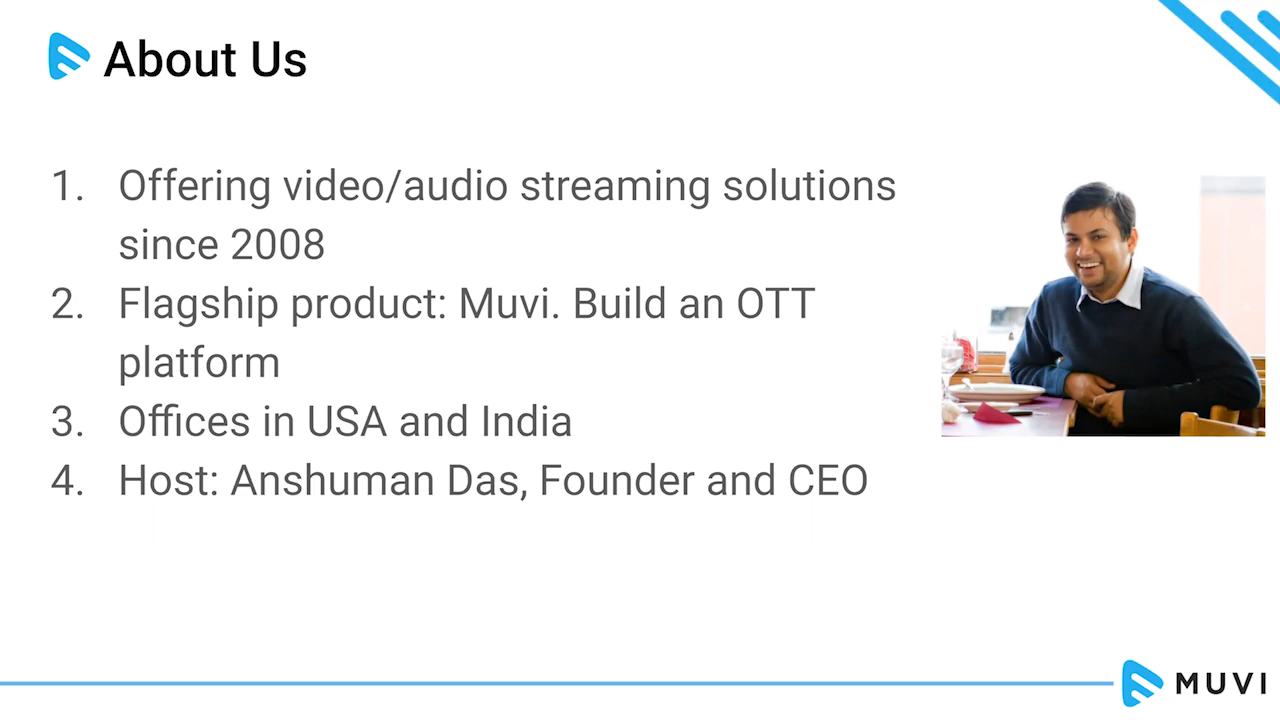 About Us
1. Offering video/audio streaming solutions
since 2008
2. Flagship product: Muvi. Build an OTT
platform
3. Offices in USA and India
4. Host: Anshuman Das, Founder and CEO
MUVI